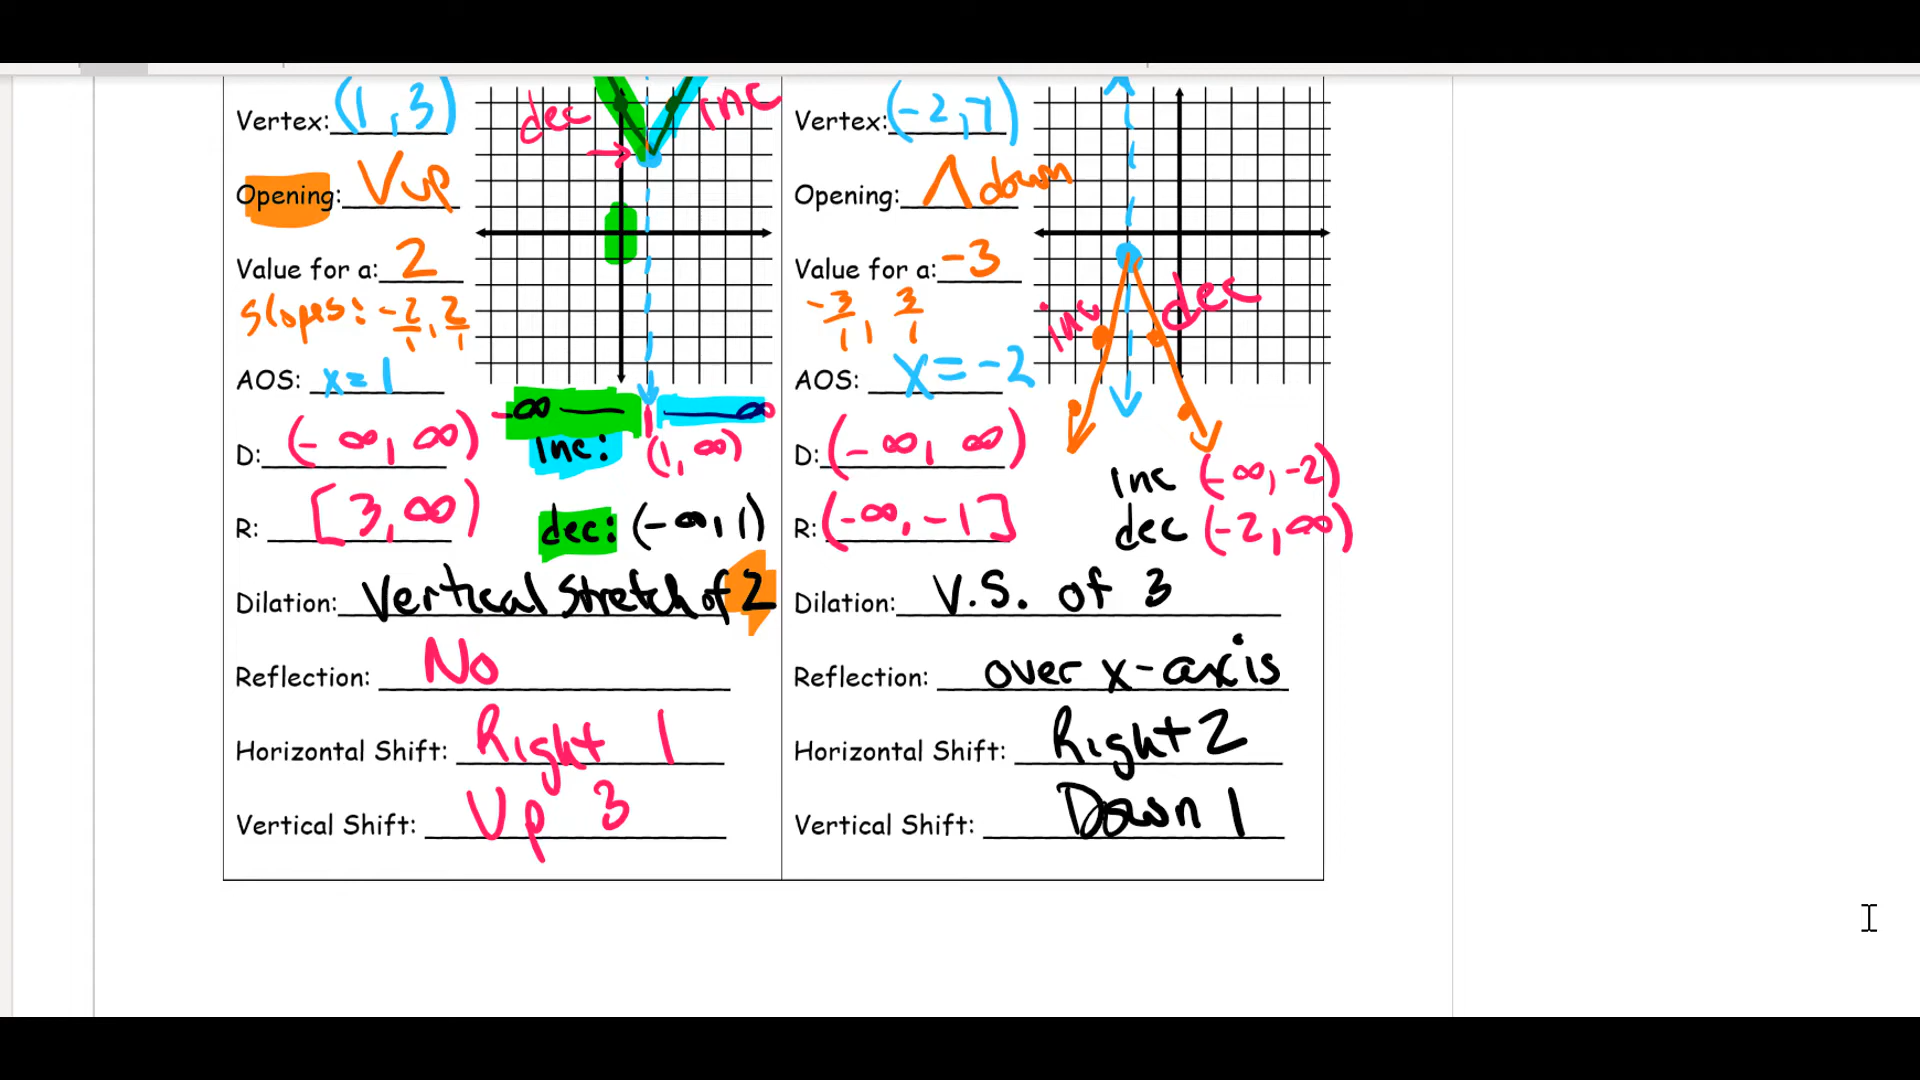 Vertex: (1, 3)
dec
inc
Opening: V up
Value for a: 2
slopes: -2/1, 2/1
AOS: x = 1
-∞ — 1 — ∞
D: (-∞, ∞)
inc: (1, ∞)
R: [3, ∞)
dec: (-∞, 1)
Dilation: Vertical Stretch of 2
Reflection: No
Horizontal Shift: Right 1
Vertical Shift: Up 3
Vertex: (-2, -1)
Opening: Λ down
Value for a: -3
-3/1, 3/1
inc
dec
AOS: x = -2
D: (-∞, ∞)
inc (-∞, -2)
R: (-∞, -1]
dec (-2, ∞)
Dilation: V.S. of 3
Reflection: over x-axis
Horizontal Shift: Right 2
Vertical Shift: Down 1